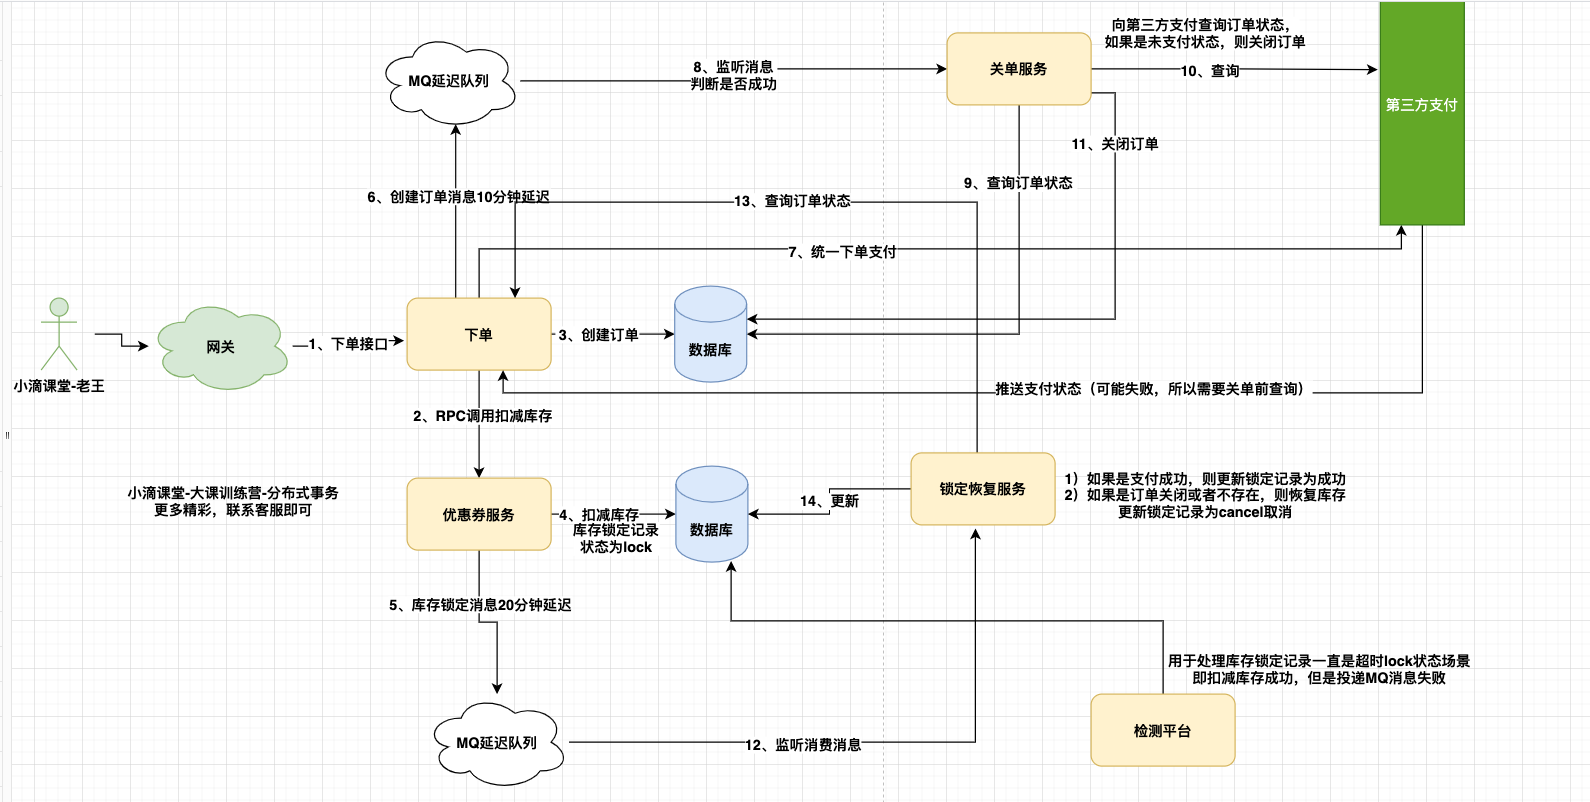 向第三方支付查询订单状态，
如果是未支付状态，则关闭订单
MQ延迟队列
8、监听消息
判断是否成功
关单服务
10、查询
第三方支付
11、关闭订单
9、查询订单状态
6、创建订单消息10分钟延迟
13、查询订单状态
7、统一下单支付
网关
1、下单接口
下单
3、创建订单
数据库
小滴课堂-老王
推送支付状态（可能失败，所以需要关单前查询）
2、RPC调用扣减库存
小滴课堂-大课训练营-分布式事务
更多精彩，联系客服即可
优惠券服务
4、扣减库存
库存锁定记录
状态为lock
数据库
14、更新
锁定恢复服务
1）如果是支付成功，则更新锁定记录为成功
2）如果是订单关闭或者不存在，则恢复库存
更新锁定记录为cancel取消
5、库存锁定消息20分钟延迟
用于处理库存锁定记录一直是超时lock状态场景
即扣减库存成功，但是投递MQ消息失败
MQ延迟队列
12、监听消费消息
检测平台